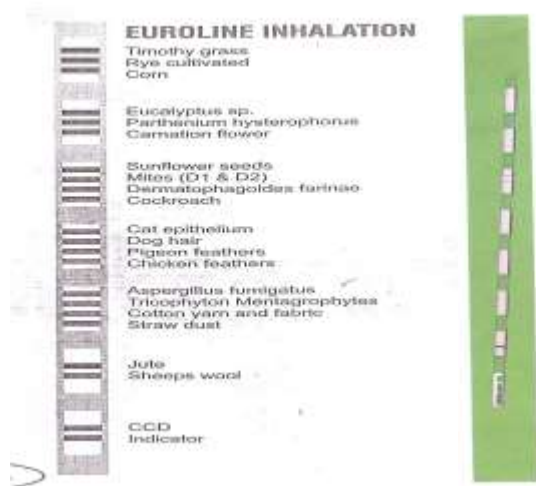 EUROLINE INHALATION
Timothy grass
Rye cultivated
Corn
Eucalyptus sp.
Parthenium hysterophorus
Carnation flower
Sunflower seeds
Mites (D1 & D2)
Dermatophagoides farinae
Cockroach
Cat epithelium
Dog hair
Pigeon feathers
Chicken feathers
Aspergillus fumigatus
Tricophyton Mentagrophytes
Cotton yarn and fabric
Straw dust
Jute
Sheeps wool
CCD
Indicator